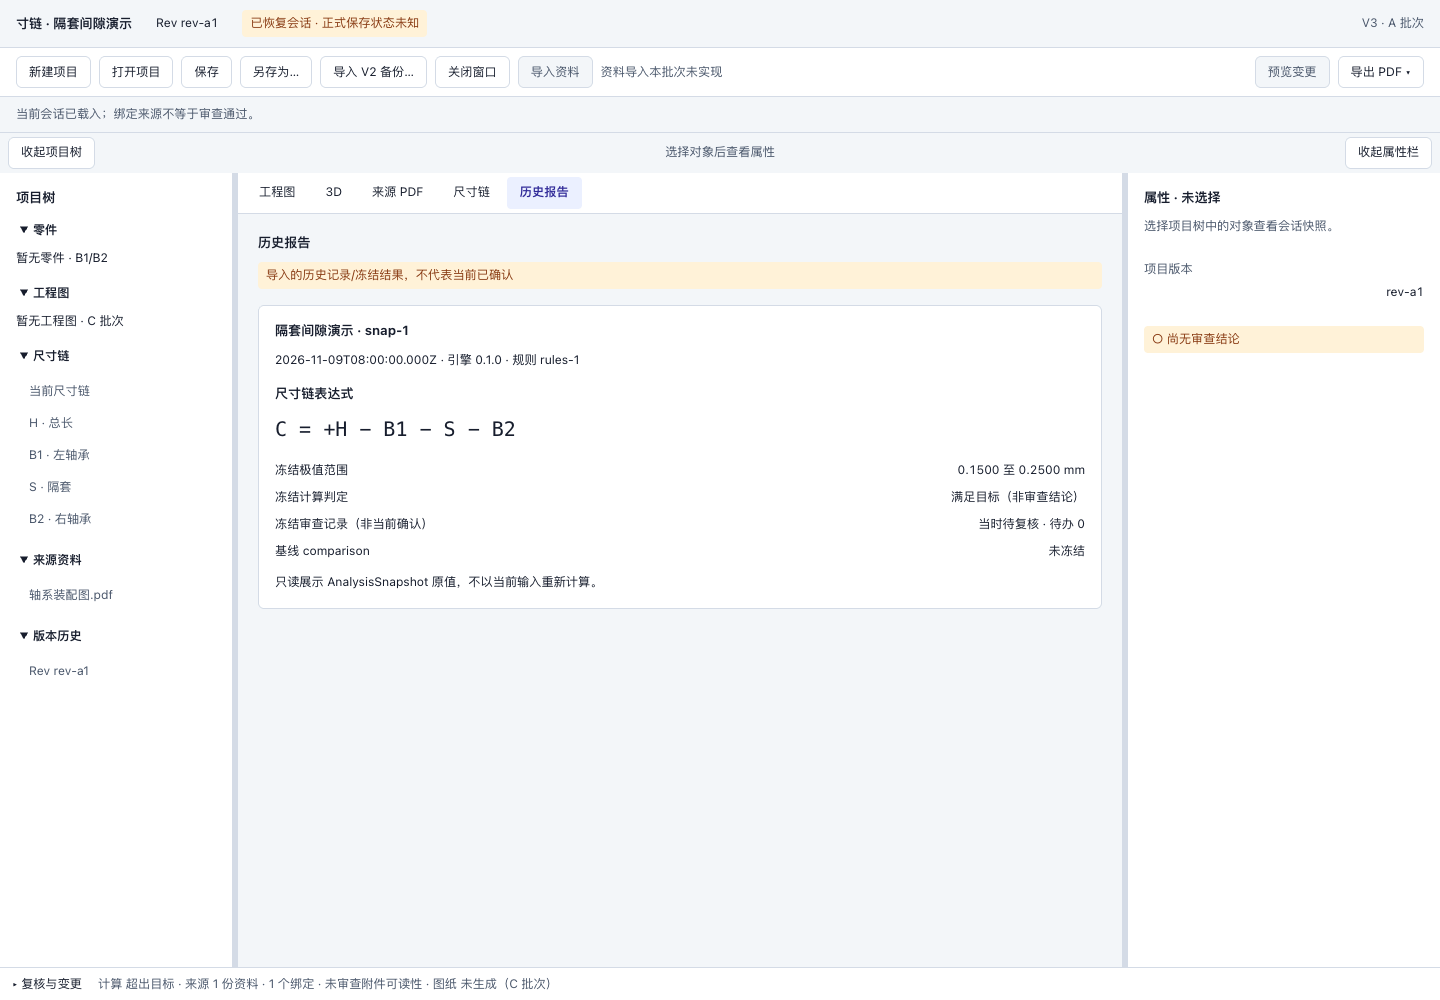 寸链 · 隔套间隙演示 Rev rev-a1 已恢复会话 · 正式保存状态未知 V3 · A 批次
新建项目 打开项目 保存 另存为… 导入 V2 备份… 关闭窗口 导入资料 资料导入本批次未实现 预览变更 导出 PDF ▾
当前会话已载入；绑定来源不等于审查通过。
收起项目树 选择对象后查看属性 收起属性栏
项目树
▼ 零件
暂无零件 · B1/B2
▼ 工程图
暂无工程图 · C 批次
▼ 尺寸链
当前尺寸链
H · 总长
B1 · 左轴承
S · 隔套
B2 · 右轴承
▼ 来源资料
轴系装配图.pdf
▼ 版本历史
Rev rev-a1
工程图 3D 来源 PDF 尺寸链 历史报告
历史报告
导入的历史记录/冻结结果，不代表当前已确认
隔套间隙演示 · snap-1
2026-11-09T08:00:00.000Z · 引擎 0.1.0 · 规则 rules-1
尺寸链表达式
C = +H − B1 − S − B2
冻结极值范围 0.1500 至 0.2500 mm
冻结计算判定 满足目标（非审查结论）
冻结审查记录（非当前确认） 当时待复核 · 待办 0
基线 comparison 未冻结
只读展示 AnalysisSnapshot 原值，不以当前输入重新计算。
属性 · 未选择
选择项目树中的对象查看会话快照。
项目版本
rev-a1
○ 尚无审查结论
▸ 复核与变更 计算 超出目标 · 来源 1 份资料 · 1 个绑定 · 未审查附件可读性 · 图纸 未生成（C 批次）